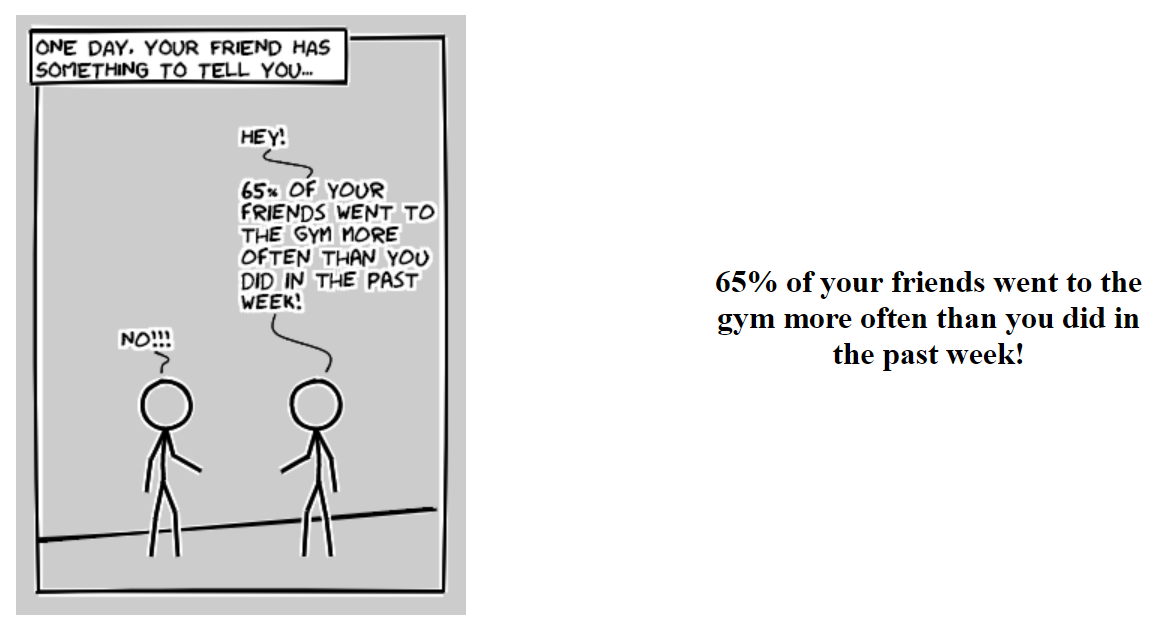 ONE DAY, YOUR FRIEND HAS
SOMETHING TO TELL YOU...
HEY!
65% OF YOUR
FRIENDS WENT TO
THE GYM MORE
OFTEN THAN YOU
DID IN THE PAST
WEEK!
NO!!!
65% of your friends went to the
gym more often than you did in
the past week!